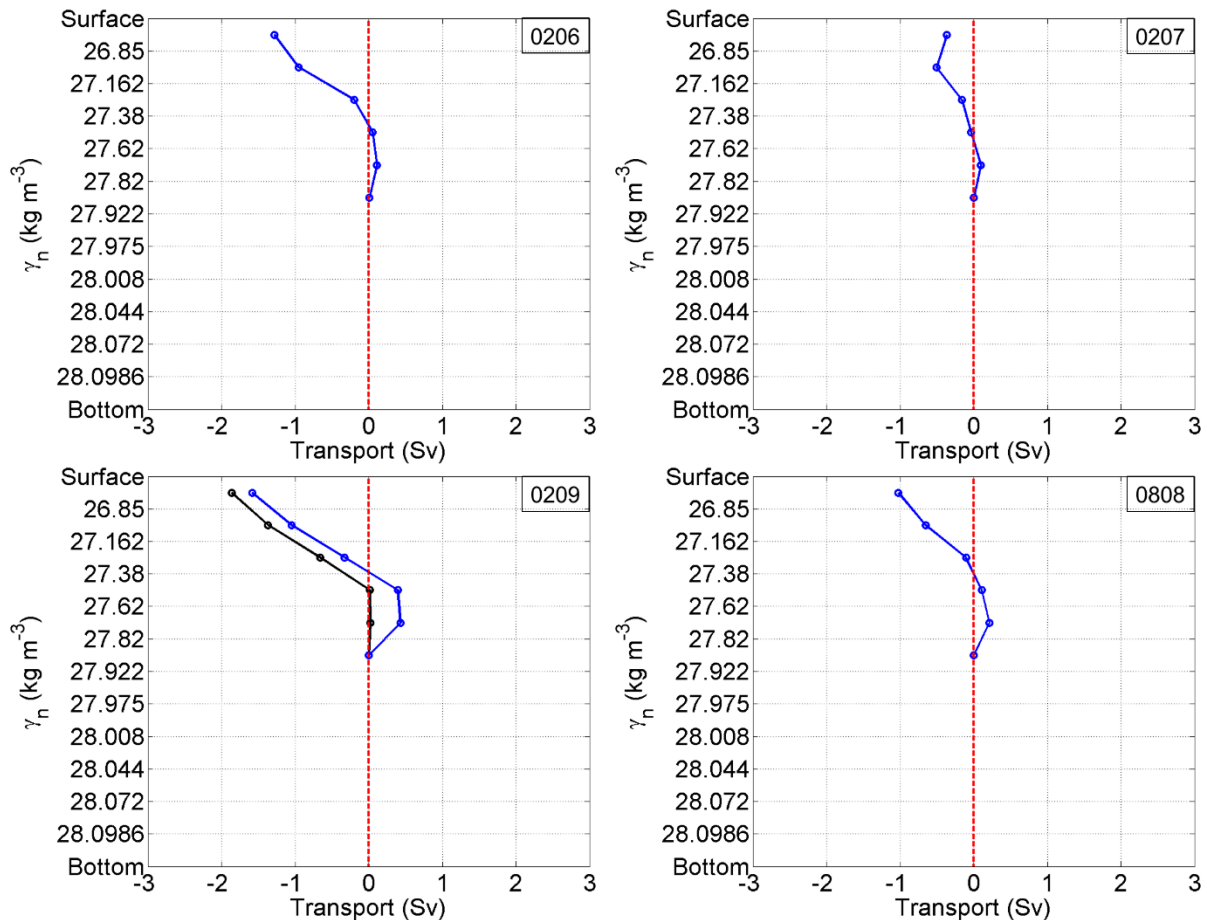 Surface
26.85
27.162
27.38
27.62
27.82
27.922
27.975
28.008
28.044
28.072
28.0986
Bottom
γn (kg m-3)
0206
-3 -2 -1 0 1 2 3
Transport (Sv)
Surface
26.85
27.162
27.38
27.62
27.82
27.922
27.975
28.008
28.044
28.072
28.0986
Bottom
γn (kg m-3)
0207
-3 -2 -1 0 1 2 3
Transport (Sv)
Surface
26.85
27.162
27.38
27.62
27.82
27.922
27.975
28.008
28.044
28.072
28.0986
Bottom
γn (kg m-3)
0209
-3 -2 -1 0 1 2 3
Transport (Sv)
Surface
26.85
27.162
27.38
27.62
27.82
27.922
27.975
28.008
28.044
28.072
28.0986
Bottom
γn (kg m-3)
0808
-3 -2 -1 0 1 2 3
Transport (Sv)